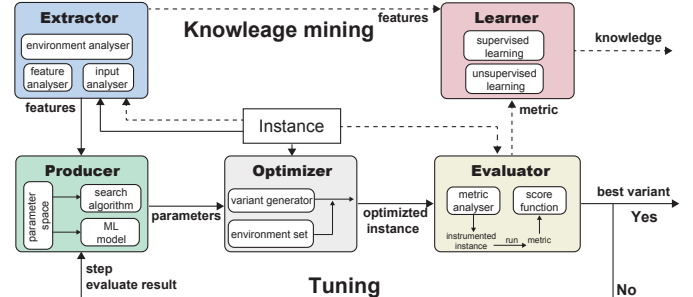 Extractor
features
Knowleage mining
Learner
environment analyser
feature
analyser
input
analyser
supervised
learning
unsupervised
learning
knowledge
features
metric
Instance
Producer
parameter
space
search
algorithm
ML
model
parameters
Optimizer
variant generator
environment set
optimized
instance
Evaluator
metric
analyser
score
function
instrumented
instance
run
metric
best variant
Yes
step
evaluate result
Tuning
No